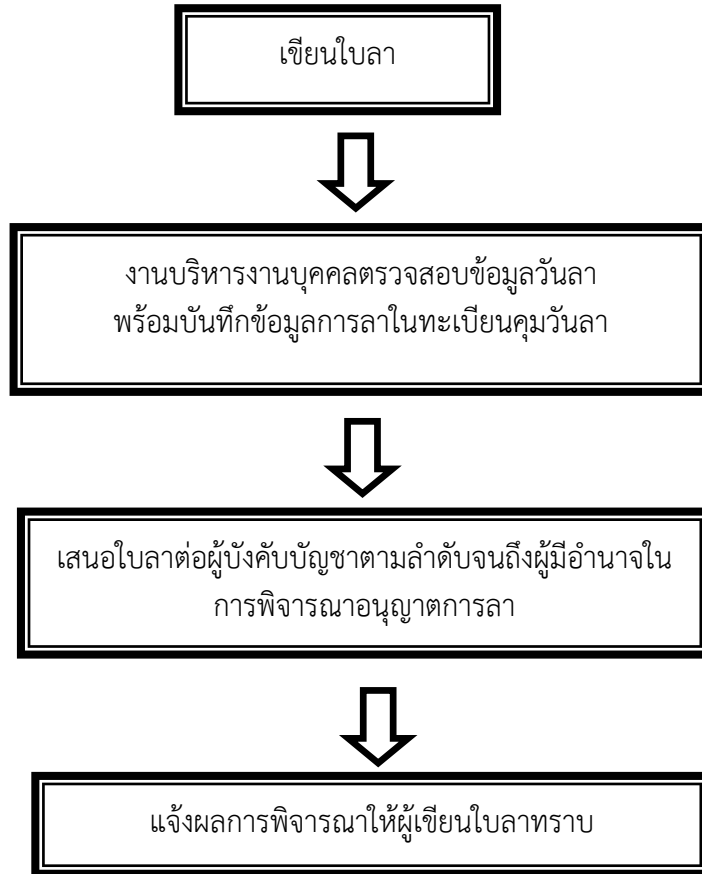 เขียนใบลา
งานบริหารงานบุคคลตรวจสอบข้อมูลวันลา
พร้อมบันทึกข้อมูลการลาในทะเบียนคุมวันลา
เสนอใบลาต่อผู้บังคับบัญชาตามลำดับจนถึงผู้มีอำนาจใน
การพิจารณาอนุญาตการลา
แจ้งผลการพิจารณาให้ผู้เขียนใบลาทราบ